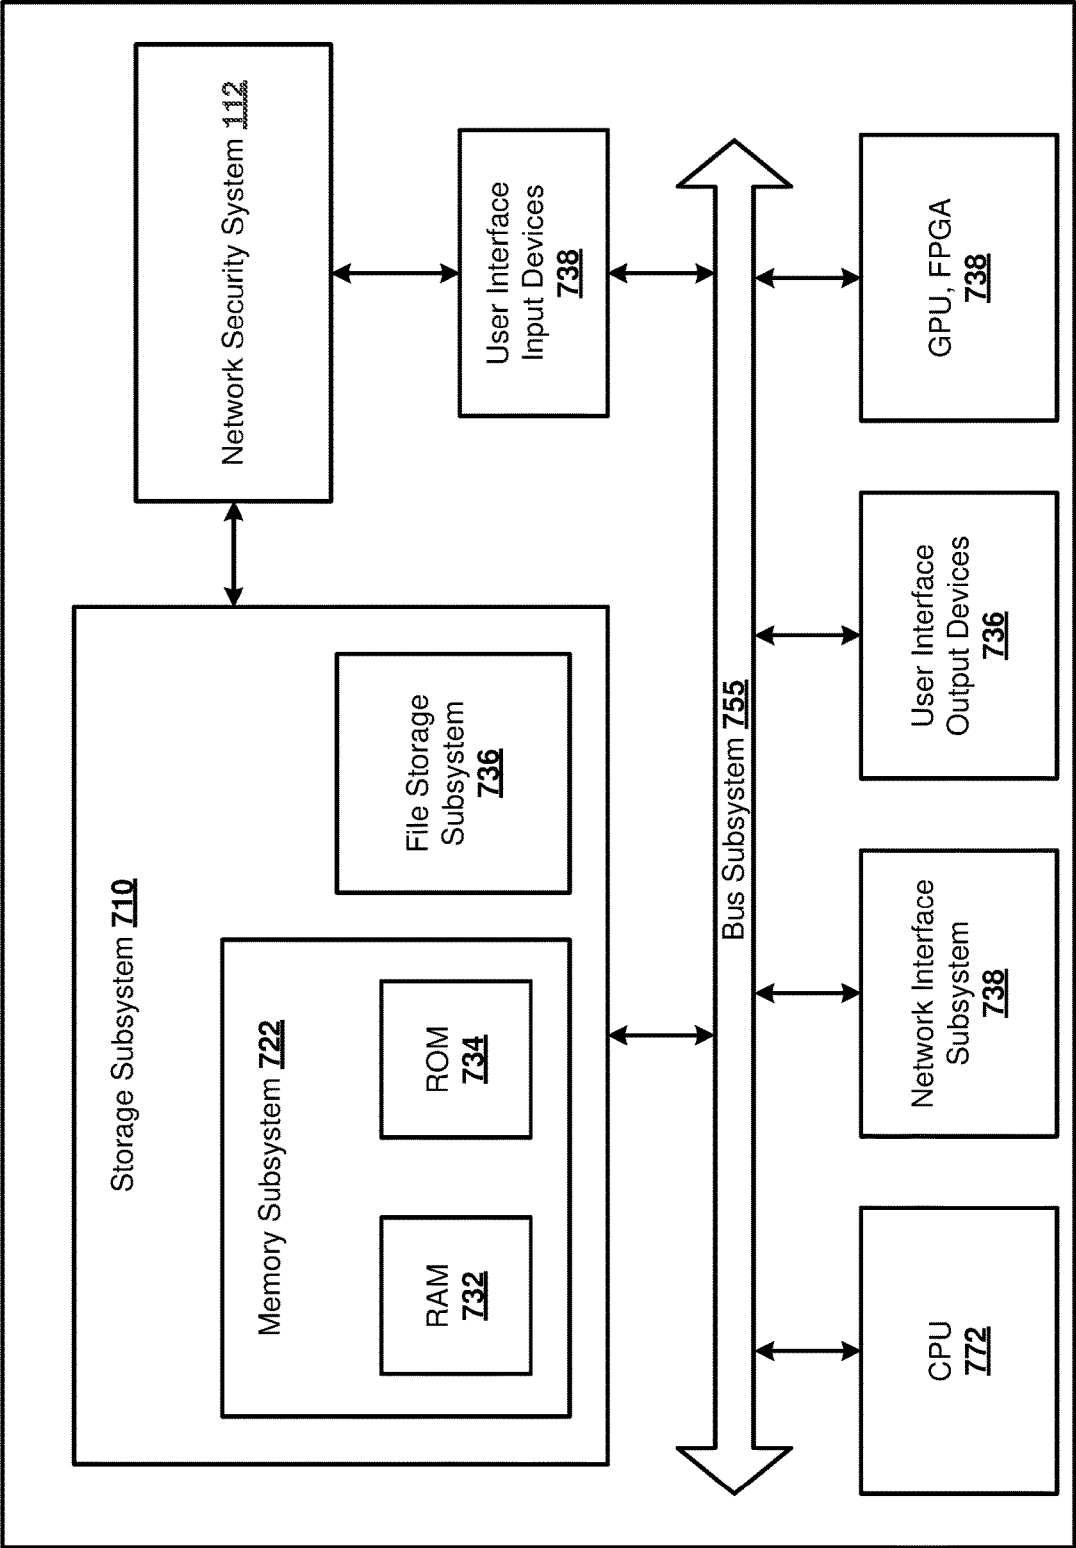 Storage Subsystem 710
Memory Subsystem 722
RAM
732
ROM
734
File Storage
Subsystem
736
Network Security System 112
User Interface
Input Devices
738
Bus Subsystem 755
CPU
772
Network Interface
Subsystem
738
User Interface
Output Devices
736
GPU, FPGA
738